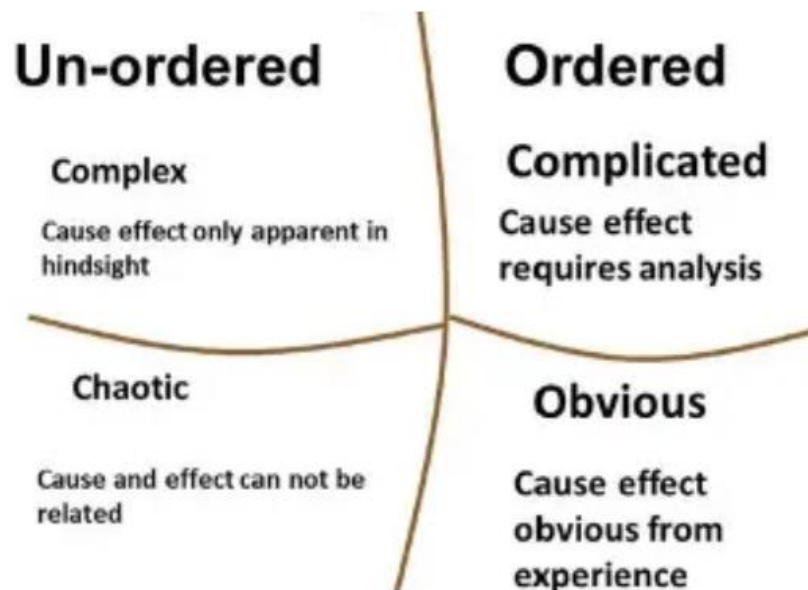 Un-ordered
Ordered
Complex
Cause effect only apparent in
hindsight
Complicated
Cause effect
requires analysis
Chaotic
Cause and effect can not be
related
Obvious
Cause effect
obvious from
experience